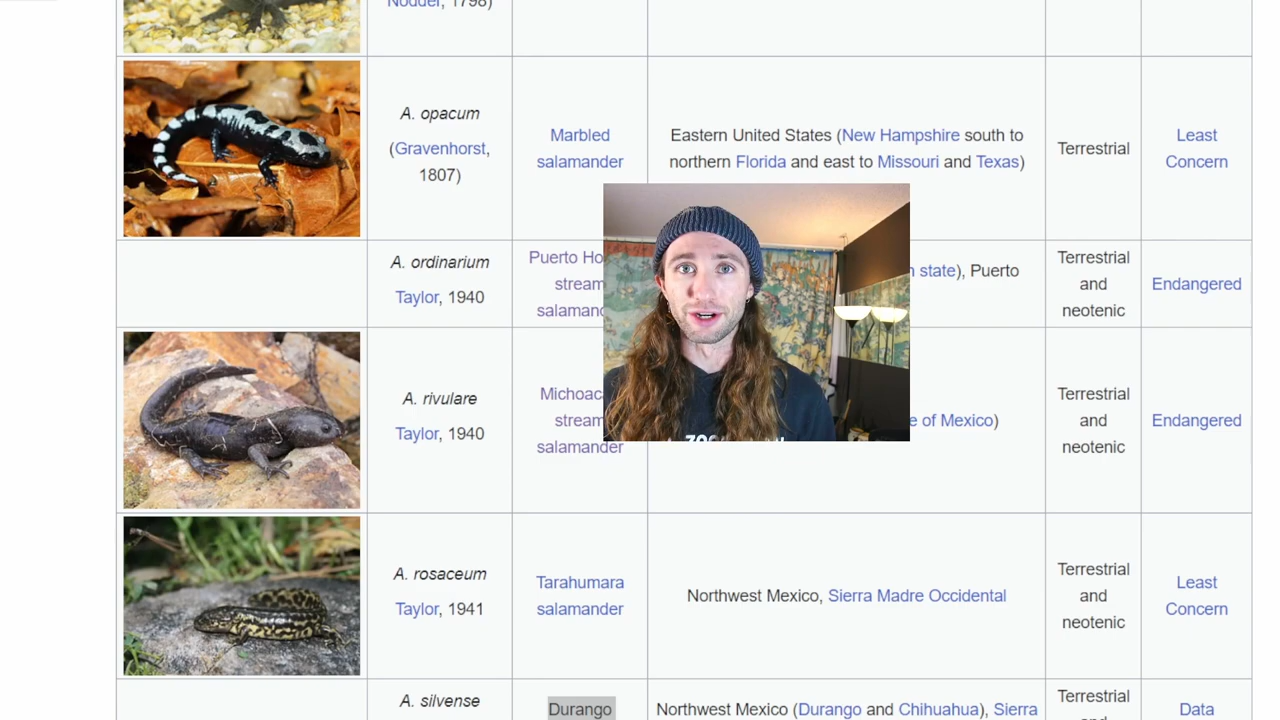 Nodder, 1798)
A. opacum
(Gravenhorst,
1807)
Marbled
salamander
Eastern United States (New Hampshire south to
northern Florida and east to Missouri and Texas)
Terrestrial
Least
Concern
A. ordinarium
Taylor, 1940
Puerto Ho
stream
salamand
n state), Puerto
Terrestrial
and
neotenic
Endangered
A. rivulare
Taylor, 1940
Michoac
stream
salamander
e of Mexico)
Terrestrial
and
neotenic
Endangered
A. rosaceum
Taylor, 1941
Tarahumara
salamander
Northwest Mexico, Sierra Madre Occidental
Terrestrial
and
neotenic
Least
Concern
A. silvense
Durango
Northwest Mexico (Durango and Chihuahua), Sierra
Terrestrial
Data